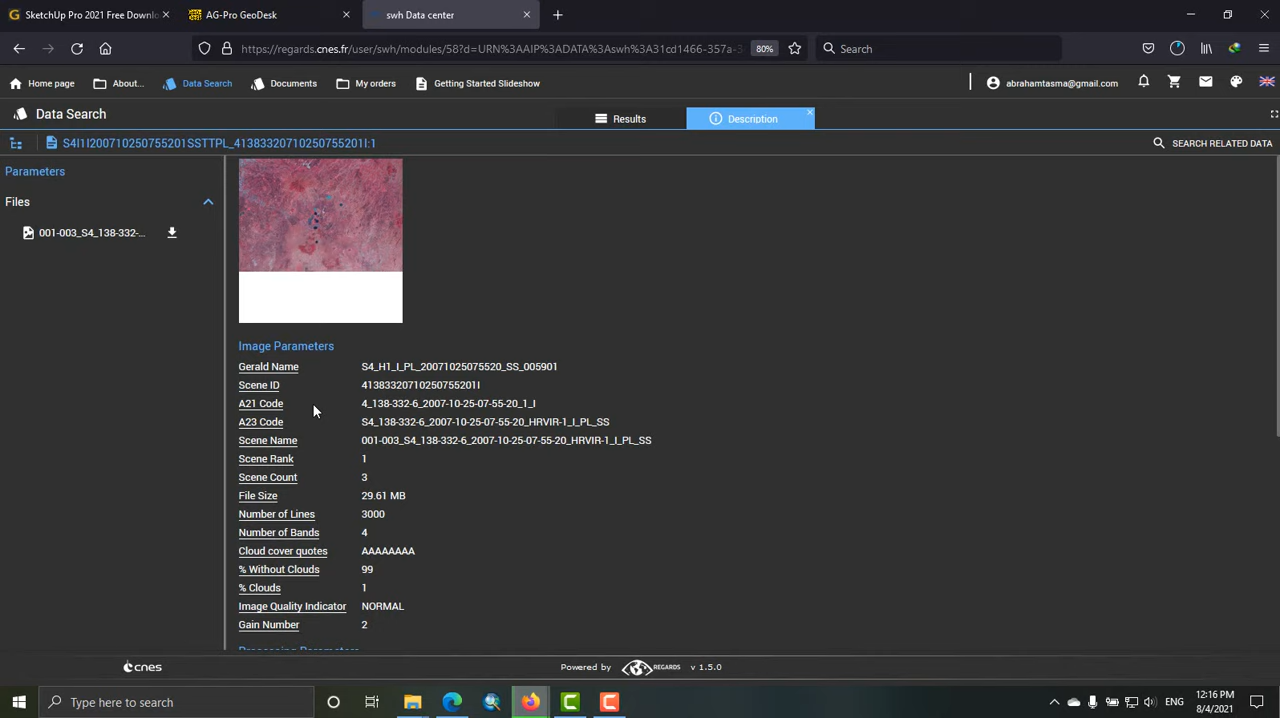 SketchUp Pro 2021 Free Downlo
AG-Pro GeoDesk
swh Data center
https://regards.cnes.fr/user/swh/modules/58?d=URN%3AAIP%3ADATA%3Aswh%3A31cd1466-357a-3
80%
Search
Home page
About...
Data Search
Documents
My orders
Getting Started Slideshow
abrahamtasma@gmail.com
Data Search
Results
Description
S4I1I200710250755201SSTTPL_41383320710250755201I:1
SEARCH RELATED DATA
Parameters
Files
001-003_S4_138-332-...
Image Parameters
Gerald Name S4_H1_I_PL_20071025075520_SS_005901
Scene ID 41383320710250755201I
A21 Code 4_138-332-6_2007-10-25-07-55-20_1_I
A23 Code S4_138-332-6_2007-10-25-07-55-20_HRVIR-1_I_PL_SS
Scene Name 001-003_S4_138-332-6_2007-10-25-07-55-20_HRVIR-1_I_PL_SS
Scene Rank 1
Scene Count 3
File Size 29.61 MB
Number of Lines 3000
Number of Bands 4
Cloud cover quotes AAAAAAAA
% Without Clouds 99
% Clouds 1
Image Quality Indicator NORMAL
Gain Number 2
Processing Parameters
cnes
Powered by REGARDS v 1.5.0
Type here to search
ENG
12:16 PM
8/4/2021